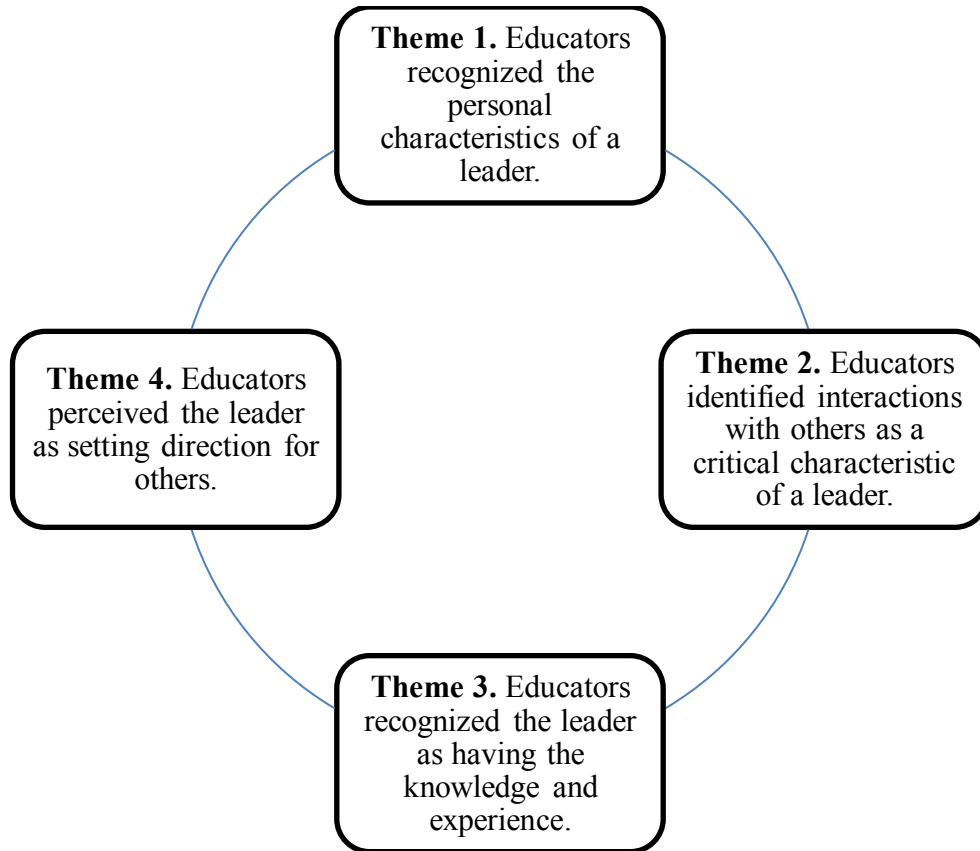 Theme 1. Educators
recognized the
personal
characteristics of a
leader.
Theme 2. Educators
identified interactions
with others as a
critical characteristic
of a leader.
Theme 3. Educators
recognized the leader
as having the
knowledge and
experience.
Theme 4. Educators
perceived the leader
as setting direction for
others.